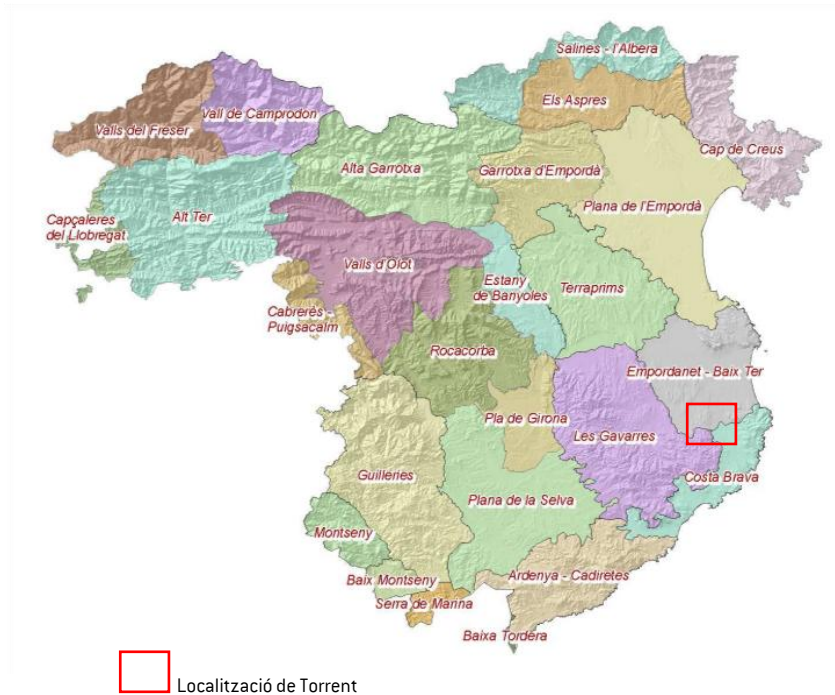 Salines - l'Albera
Els Aspres
Vall de Camprodon
Valls del Freser
Cap de Creus
Alta Garrotxa
Garrotxa d'Empordà
Plana de l'Empordà
Capçaleres
del Llobregat
Alt Ter
Valls d'Olot
Estany
de Banyoles
Terraprims
Cabrerès -
Puigsacalm
Rocacorba
Empordanet - Baix Ter
Pla de Girona
Les Gavarres
Guilleries
Plana de la Selva
Costa Brava
Montseny
Baix Montseny
Ardenya - Cadiretes
Serra de Marina
Baixa Tordera
Localització de Torrent